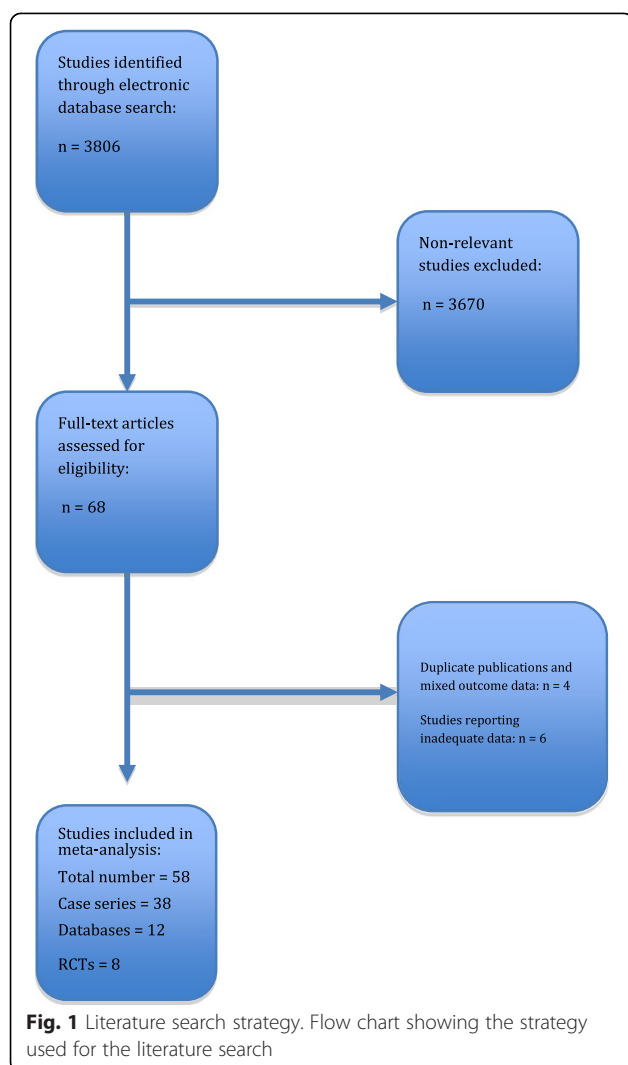 Studies identified
through electronic
database search:
n = 3806
Non-relevant
studies excluded:
n = 3670
Full-text articles
assessed for
eligibility:
n = 68
Duplicate publications and
mixed outcome data: n = 4
Studies reporting
inadequate data: n = 6
Studies included in
meta-analysis:
Total number = 58
Case series = 38
Databases = 12
RCTs = 8
Fig. 1 Literature search strategy. Flow chart showing the strategy
used for the literature search